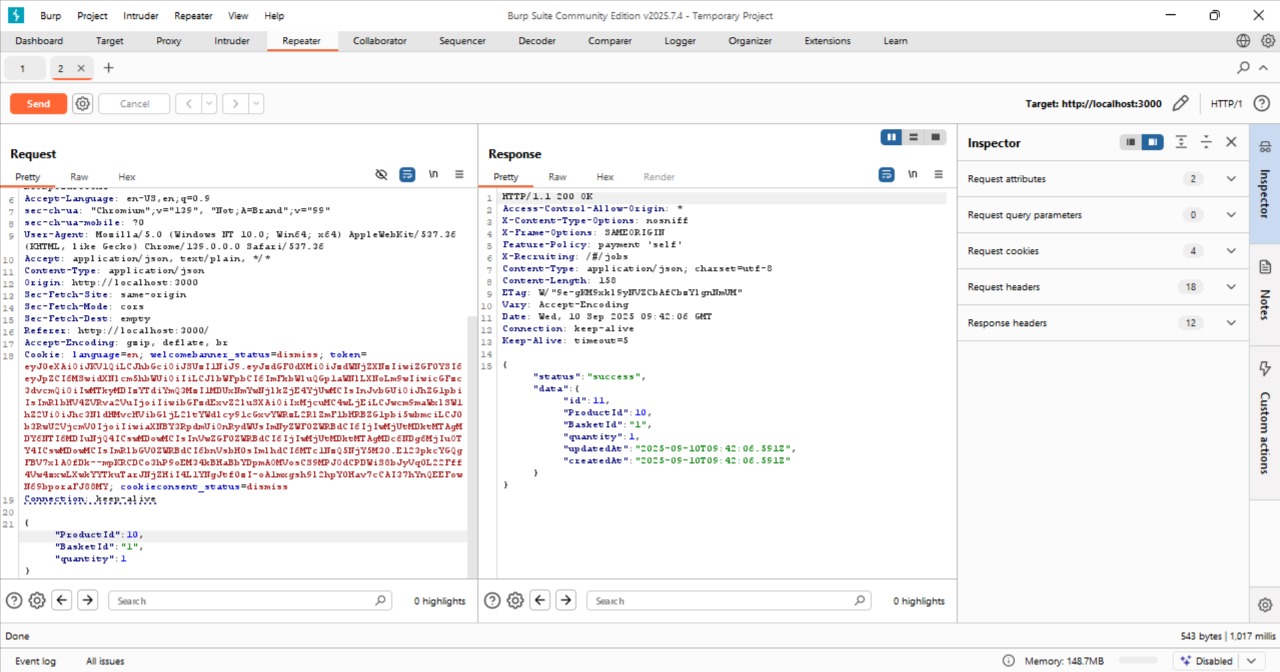 Burp Project Intruder Repeater View Help
Burp Suite Community Edition v2025.7.4 - Temporary Project
Dashboard Target Proxy Intruder Repeater Collaborator Sequencer Decoder Comparer Logger Organizer Extensions Learn
1 2 × +
Send Cancel < >
Target: http://localhost:3000 HTTP/1
Request
Pretty Raw Hex \n
6 Accept-Language: en-US,en;q=0.9
7 sec-ch-ua: "Chromium";v="139", "Not;A=Brand";v="99"
8 sec-ch-ua-mobile: ?0
9 User-Agent: Mozilla/5.0 (Windows NT 10.0; Win64; x64) AppleWebKit/537.36
(KHTML, like Gecko) Chrome/139.0.0.0 Safari/537.36
10 Accept: application/json, text/plain, */*
11 Content-Type: application/json
12 Origin: http://localhost:3000
13 Sec-Fetch-Site: same-origin
14 Sec-Fetch-Mode: cors
15 Sec-Fetch-Dest: empty
16 Referer: http://localhost:3000/
17 Accept-Encoding: gzip, deflate, br
18 Cookie: language=en; welcomebanner_status=dismiss; token=
cookieconsent_status=dismiss
19 Connection: keep-alive
20
21
{
"ProductId":10,
"BasketId":"1",
"quantity":1
}
Search
0 highlights
Response
Pretty Raw Hex Render \n
1 HTTP/1.1 200 OK
2 Access-Control-Allow-Origin: *
3 X-Content-Type-Options: nosniff
4 X-Frame-Options: SAMEORIGIN
5 Feature-Policy: payment 'self'
6 X-Recruiting: /#/jobs
7 Content-Type: application/json; charset=utf-8
8 Content-Length: 158
9 ETag:
10 Vary: Accept-Encoding
11 Date: Wed, 10 Sep 2025 09:42:06 GMT
12 Connection: keep-alive
13 Keep-Alive: timeout=5
14
15 {
"status":"success",
"data":{
"id":11,
"ProductId":10,
"BasketId":"1",
"quantity":1,
"updatedAt":"2025-09-10T09:42:06.591Z",
"createdAt":"2025-09-10T09:42:06.591Z"
}
}
Search
0 highlights
Inspector
Request attributes 2
Request query parameters 0
Request cookies 4
Request headers 18
Response headers 12
Inspector
Notes
Custom actions
Done
543 bytes | 1,017 millis
Event log All issues
Memory: 148.7MB
Disabled